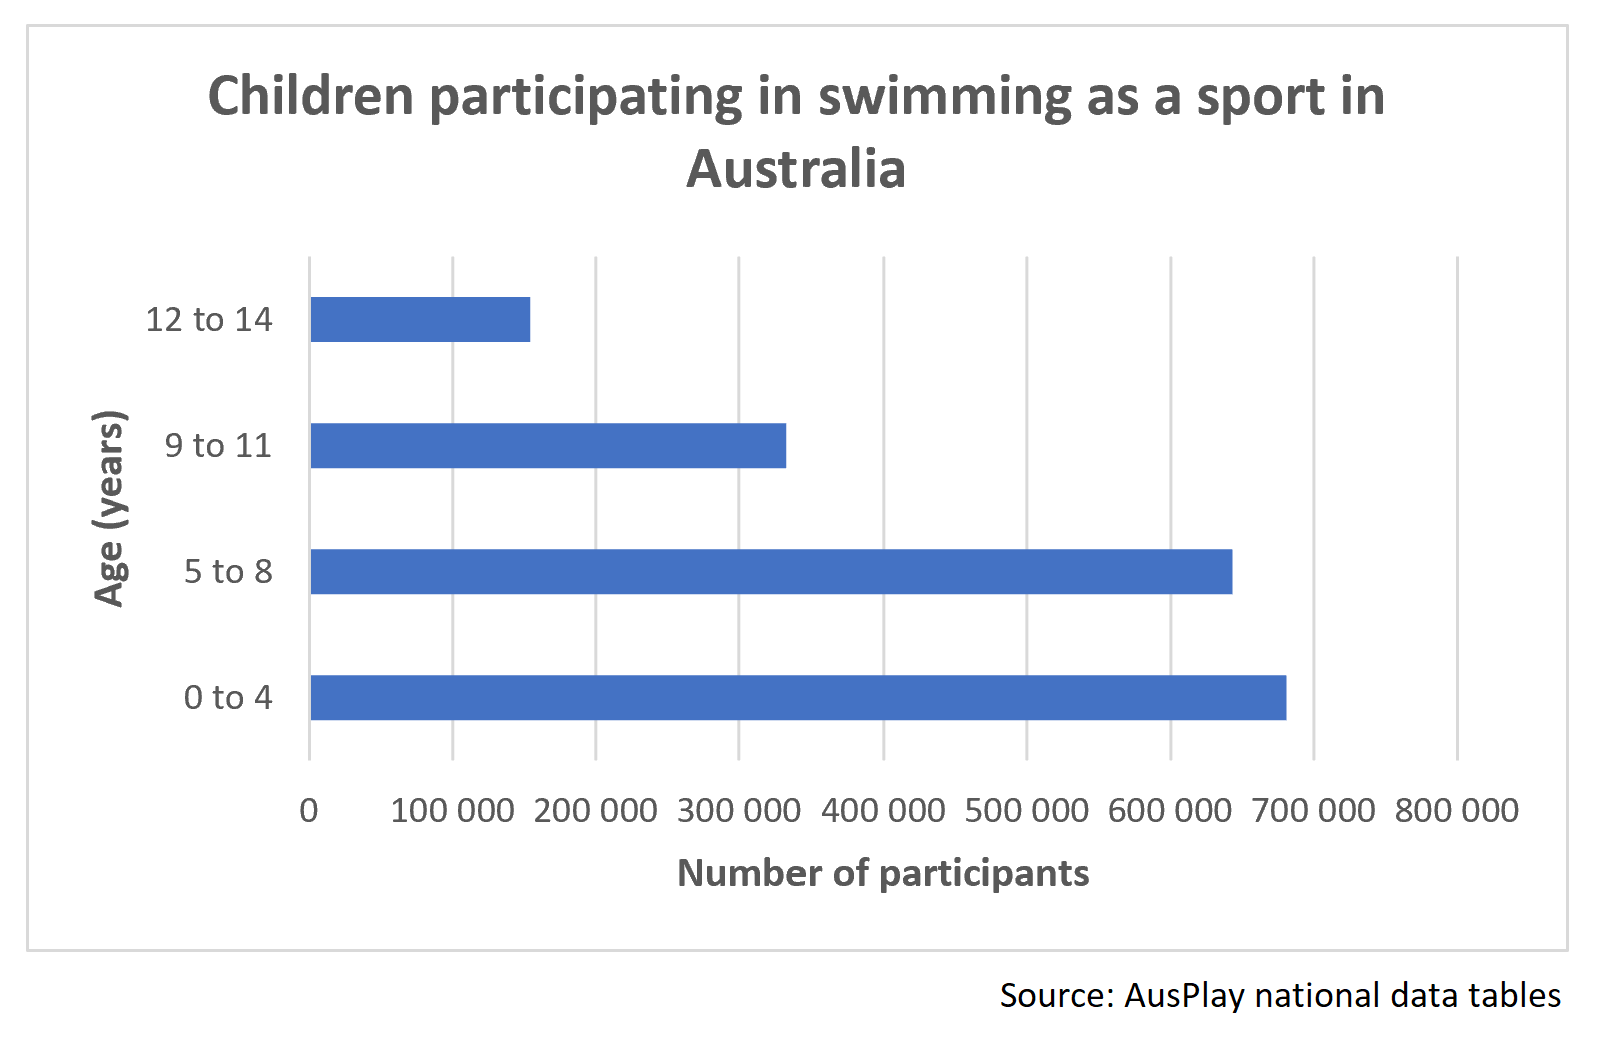 Children participating in swimming as a sport in
Australia
12 to 14
9 to 11
5 to 8
0 to 4
Age (years)
0 100 000 200 000 300 000 400 000 500 000 600 000 700 000 800 000
Number of participants
Source: AusPlay national data tables